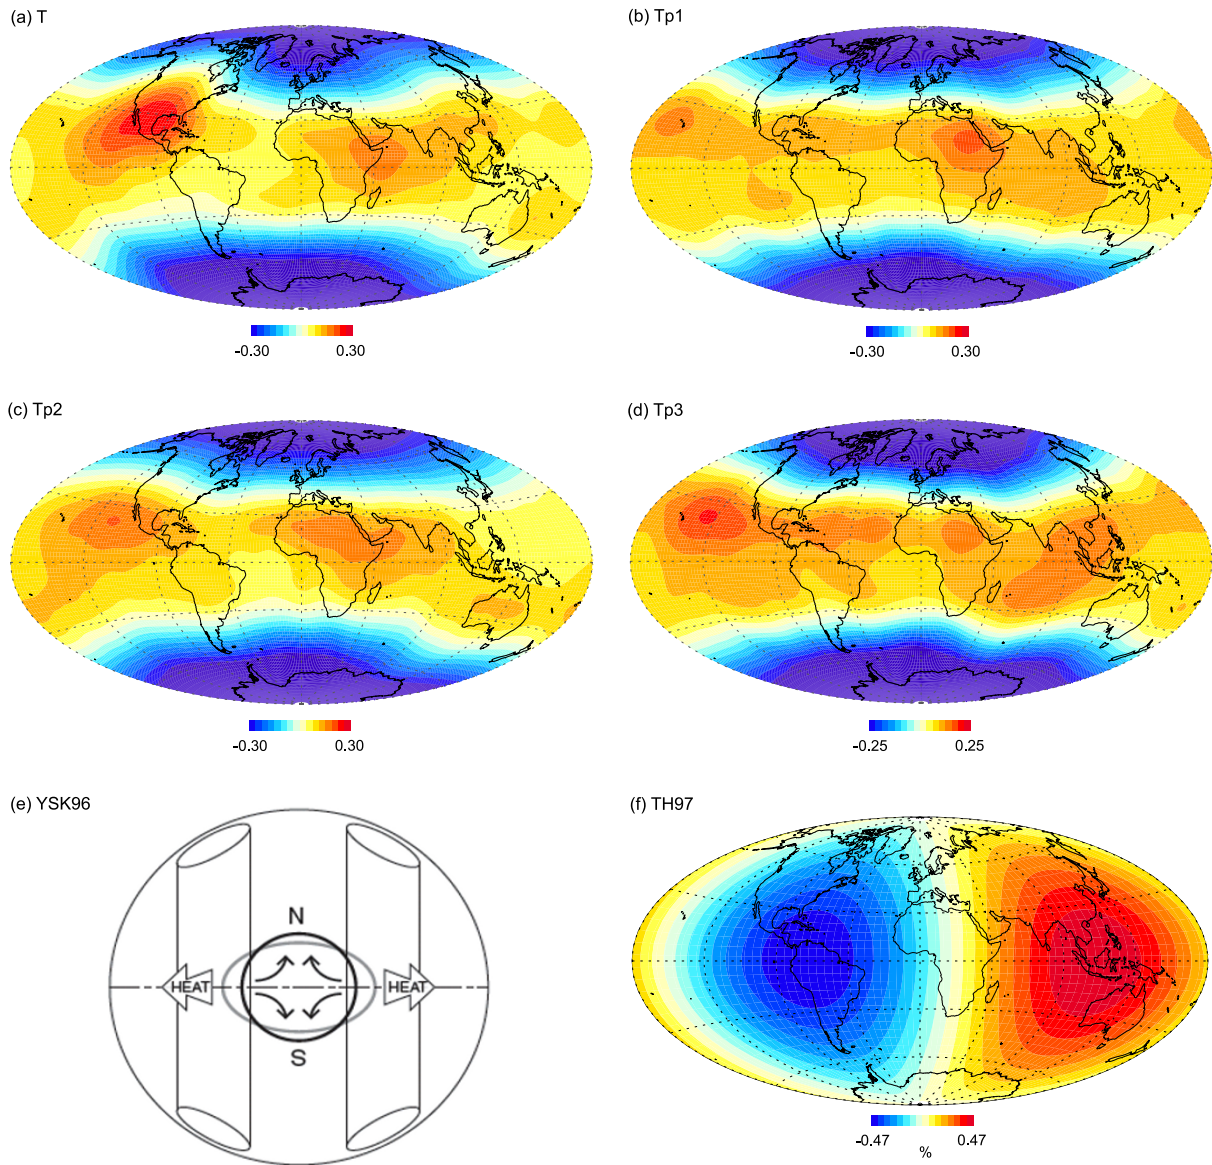 (a) T
(b) Tp1
-0.30 0.30
-0.30 0.30
(c) Tp2
(d) Tp3
-0.30 0.30
-0.25 0.25
(e) YSK96
(f) TH97
N
HEAT HEAT
S
-0.47 0.47
%